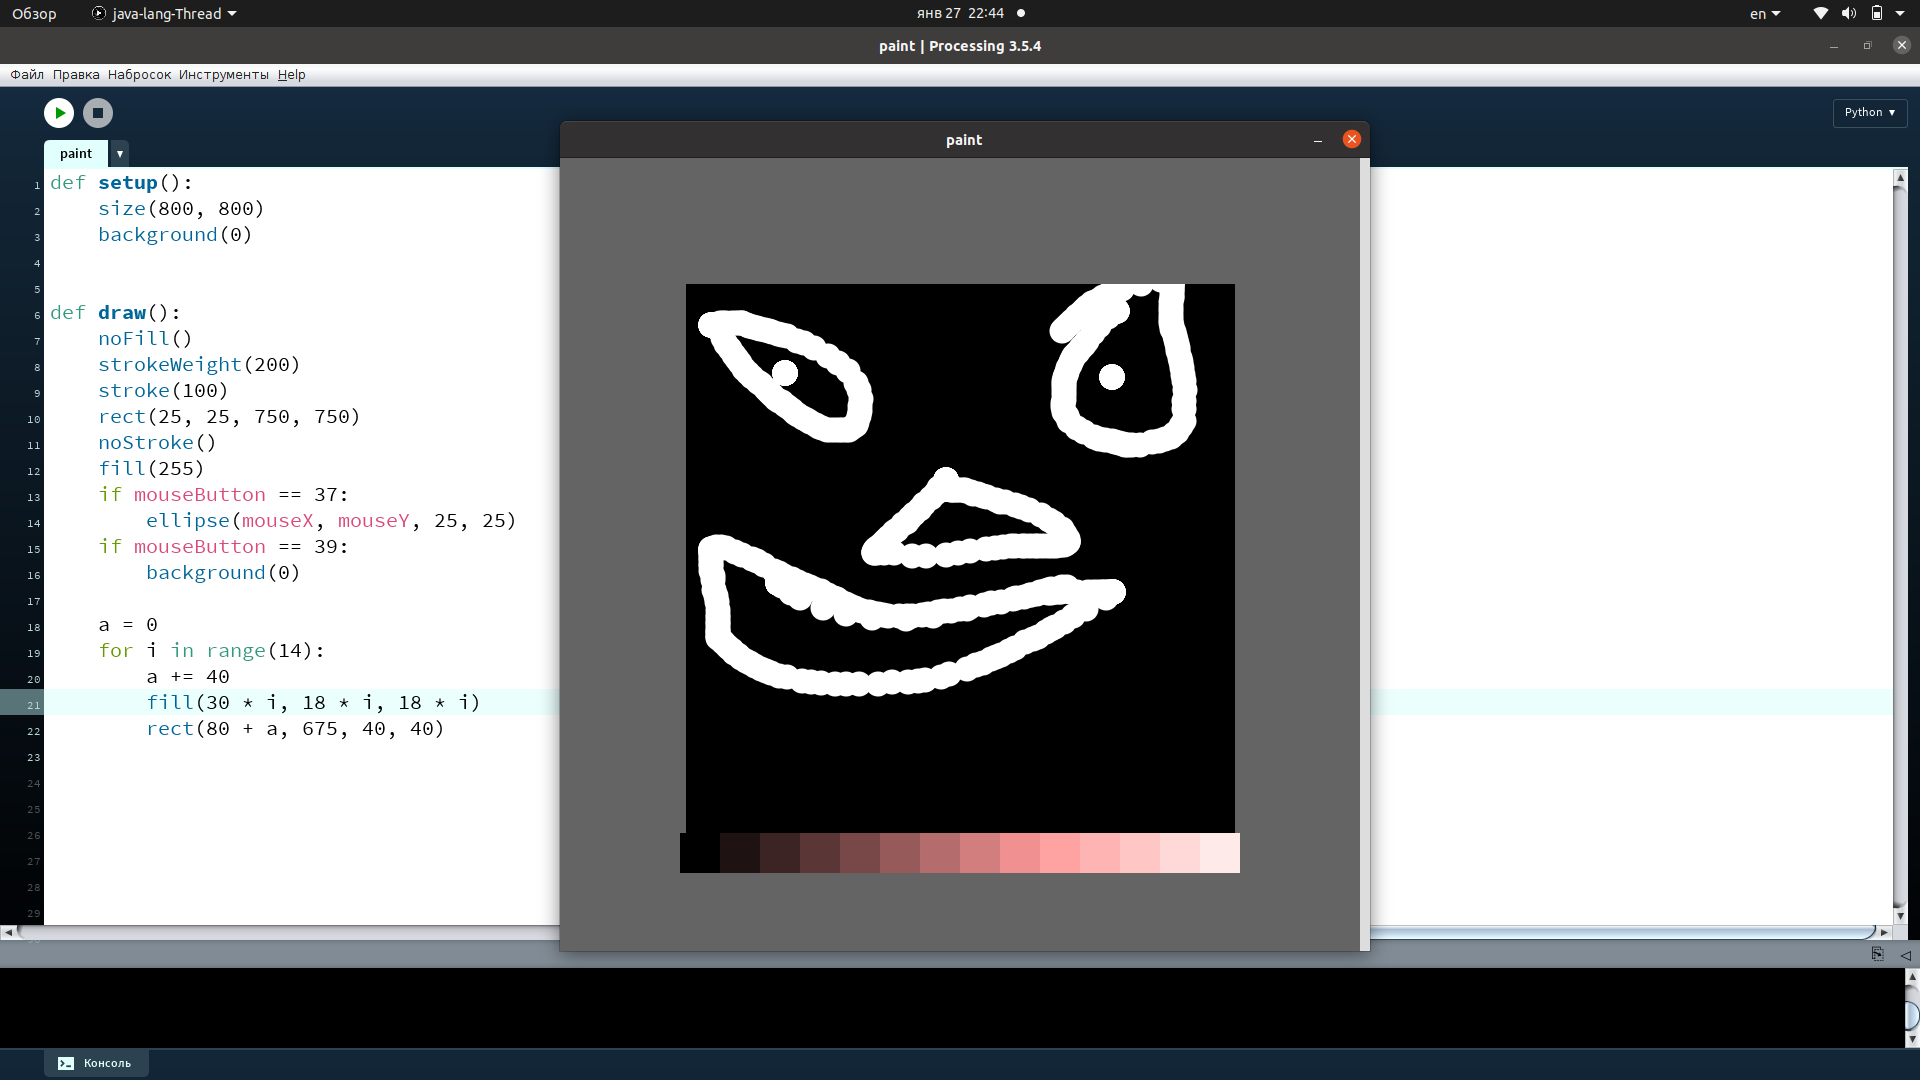 Обзор java-lang-Thread янв 27 22:44 en
paint | Processing 3.5.4
Файл Правка Набросок Инструменты Help
Python
paint
paint
1 def setup():
2 size(800, 800)
3 background(0)
4
5
6 def draw():
7 noFill()
8 strokeWeight(200)
9 stroke(100)
10 rect(25, 25, 750, 750)
11 noStroke()
12 fill(255)
13 if mouseButton == 37:
14 ellipse(mouseX, mouseY, 25, 25)
15 if mouseButton == 39:
16 background(0)
17
18 a = 0
19 for i in range(14):
20 a += 40
21 fill(30 * i, 18 * i, 18 * i)
22 rect(80 + a, 675, 40, 40)
23
24
25
26
27
28
29
Консоль